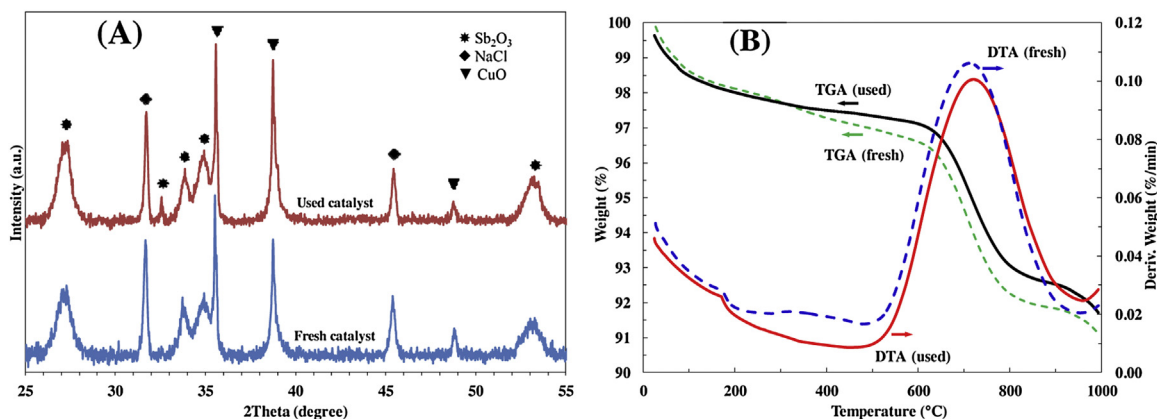 (A)
Sb₂O₃
NaCl
CuO
Used catalyst
Fresh catalyst
Intensity (a.u.)
25 31 35 41 45 51 55
2Theta (degree)
(B)
100
99
98
97
96
95
94
93
92
91
90
Weight (%)
0.12
0.10
0.08
0.06
0.04
0.02
0.00
Deriv. Weight (%/min)
DTA (fresh)
TGA (used)
TGA (fresh)
DTA (used)
0 200 400 600 800 1000
Temperature (°C)